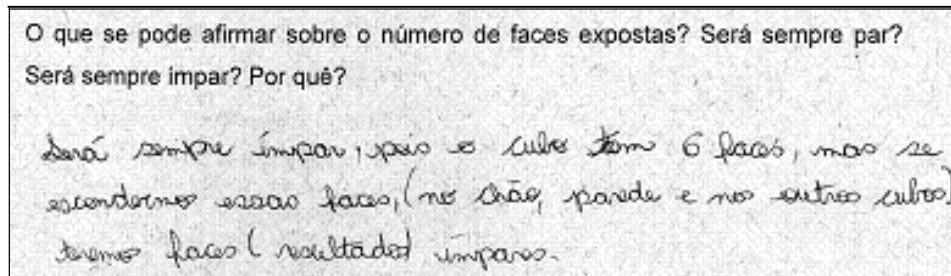 O que se pode afirmar sobre o número de faces expostas? Será sempre par?
Será sempre impar? Por quê?
Será sempre ímpar, pois o cubo tem 6 faces, mas se
escondermos essas faces, (no chão, parede e nos outros cubos)
teremos faces (resultados) ímpares.